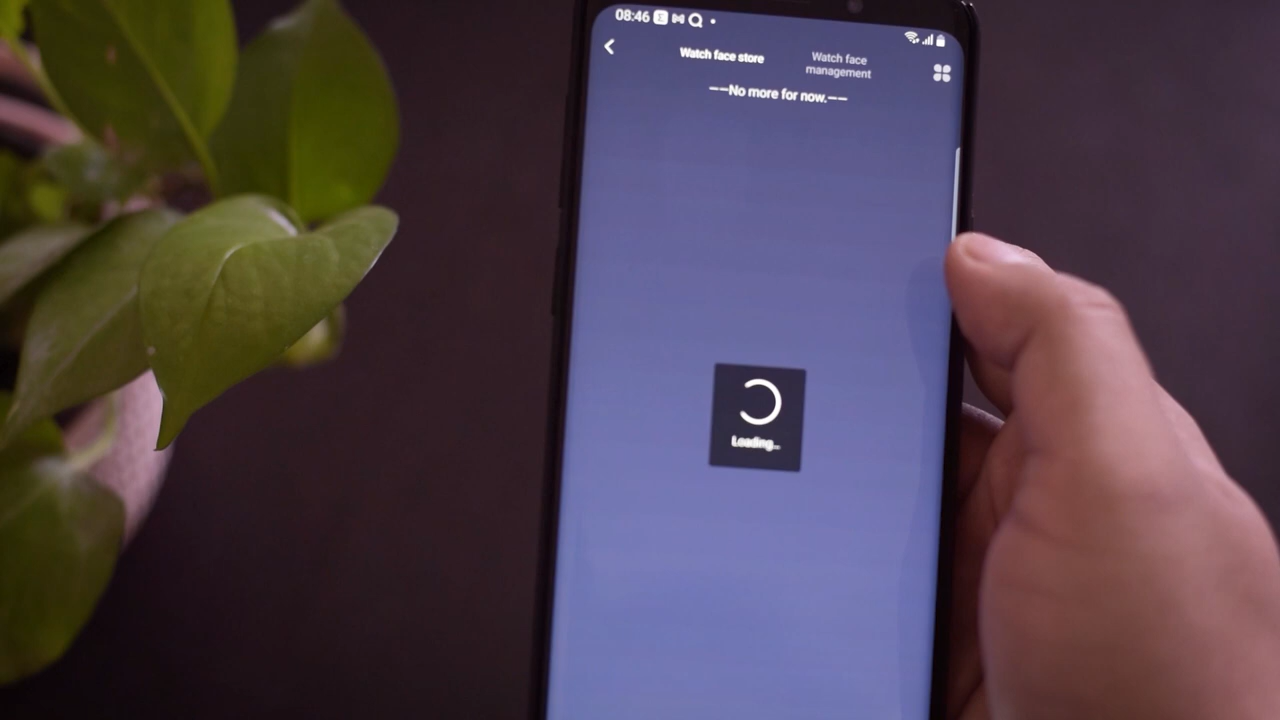 08:46
Watch face store
Watch face
management
——No more for now.——
Loading...